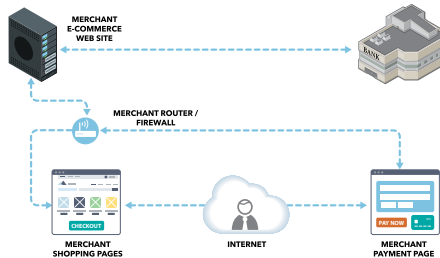 MERCHANT
E-COMMERCE
WEB SITE
BANK
MERCHANT ROUTER /
FIREWALL
CHECKOUT
PAY NOW
MERCHANT
SHOPPING PAGES
INTERNET
MERCHANT
PAYMENT PAGE